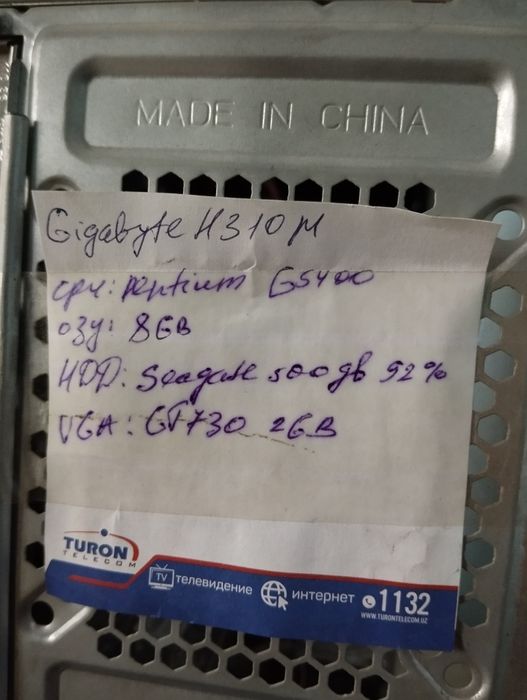 MADE IN CHINA
Gigabyte H310M
cpu: pentium G5400
озу: 8GB
HDD: Seagate 500gb 92%
VGA: GT730 2GB
TURON
TELECOM
TV телевидение интернет 1132
WWW.TURONTELECOM.UZ